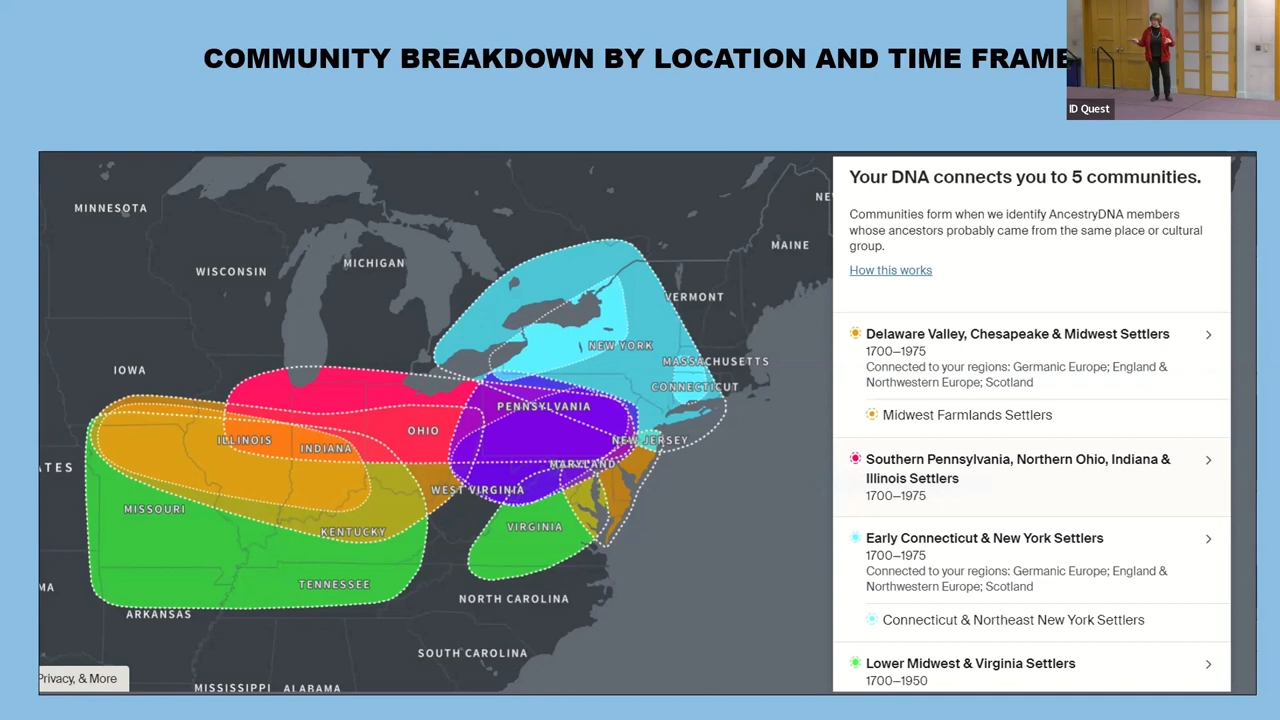 COMMUNITY BREAKDOWN BY LOCATION AND TIME FRAME
ID Quest
MINNESOTA
WISCONSIN
MICHIGAN
NE
MAINE
VERMONT
NEW YORK
MASSACHUSETTS
CONNECTICUT
IOWA
PENNSYLVANIA
OHIO
ILLINOIS
INDIANA
NEW JERSEY
MARYLAND
ATES
WEST VIRGINIA
MISSOURI
VIRGINIA
KENTUCKY
MA
TENNESSEE
NORTH CAROLINA
ARKANSAS
SOUTH CAROLINA
Privacy, & More
MISSISSIPPI
ALABAMA
Your DNA connects you to 5 communities.
Communities form when we identify AncestryDNA members
whose ancestors probably came from the same place or cultural
group.
How this works
Delaware Valley, Chesapeake & Midwest Settlers
1700–1975
Connected to your regions: Germanic Europe; England &
Northwestern Europe; Scotland
Midwest Farmlands Settlers
Southern Pennsylvania, Northern Ohio, Indiana &
Illinois Settlers
1700–1975
Early Connecticut & New York Settlers
1700–1975
Connected to your regions: Germanic Europe; England &
Northwestern Europe; Scotland
Connecticut & Northeast New York Settlers
Lower Midwest & Virginia Settlers
1700–1950